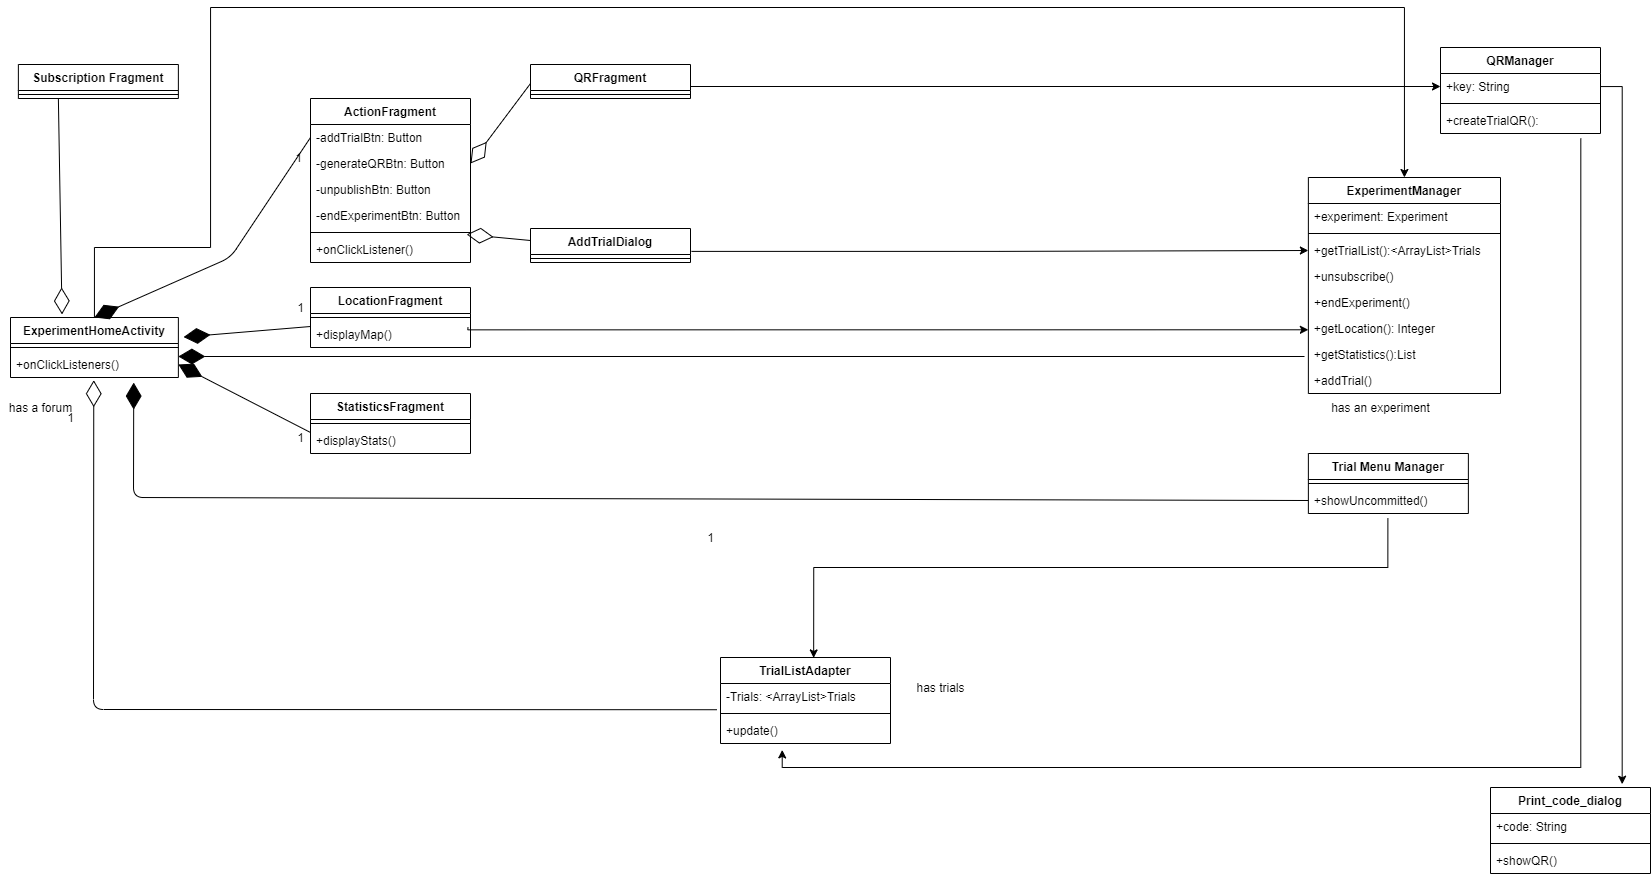 Subscription Fragment
ActionFragment
-addTrialBtn: Button
-generateQRBtn: Button
-unpublishBtn: Button
-endExperimentBtn: Button
+onClickListener()
1
QRFragment
AddTrialDialog
QRManager
+key: String
+createTrialQR():
ExperimentManager
+experiment: Experiment
+getTrialList():<ArrayList>Trials
+unsubscribe()
+endExperiment()
+getLocation(): Integer
+getStatistics():List
+addTrial()
has an experiment
ExperimentHomeActivity
+onClickListeners()
has a forum
1
LocationFragment
+displayMap()
1
StatisticsFragment
+displayStats()
1
Trial Menu Manager
+showUncommitted()
1
TrialListAdapter
-Trials: <ArrayList>Trials
+update()
has trials
Print_code_dialog
+code: String
+showQR()